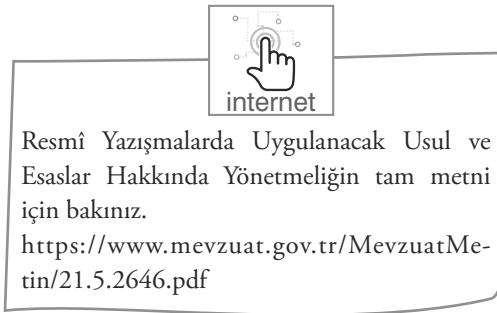 internet
Resmî Yazışmalarda Uygulanacak Usul ve
Esaslar Hakkında Yönetmeliğin tam metni
için bakınız.
https://www.mevzuat.gov.tr/MevzuatMe-
tin/21.5.2646.pdf